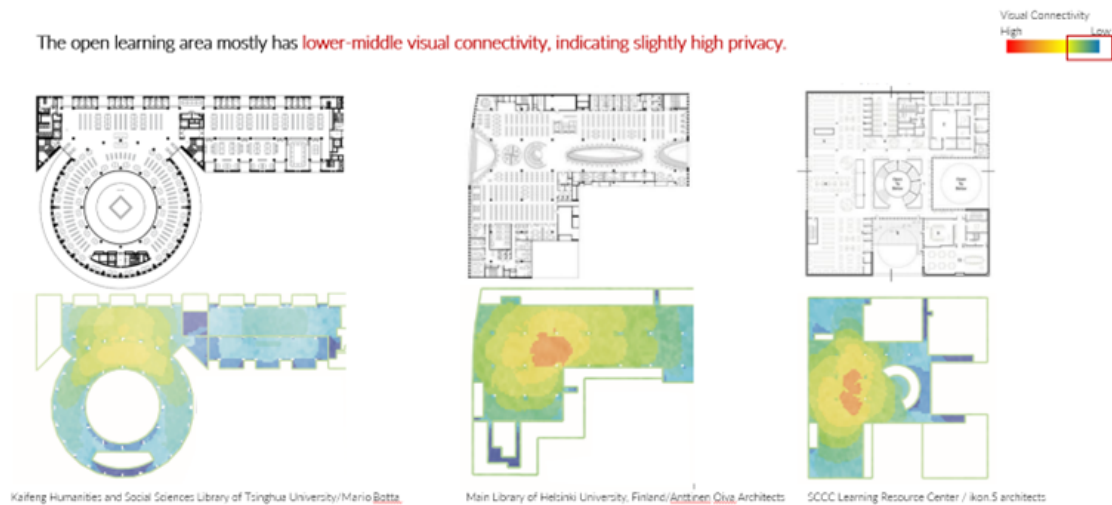 Visual Connectivity
High Low
The open learning area mostly has lower-middle visual connectivity, indicating slightly high privacy.
Kaifeng Humanities and Social Sciences Library of Tsinghua University/Mario Botta
Main Library of Helsinki University, Finland/Anttinen Oiva Architects
SCCC Learning Resource Center / ikon.5 architects